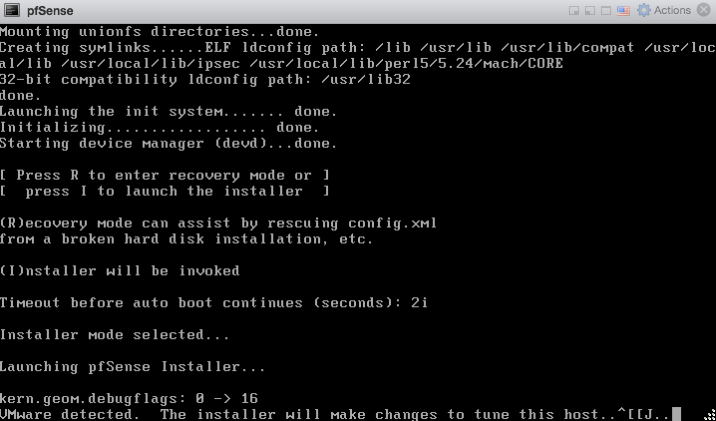 pfSense
Actions
Mounting unionfs directories...done.
Creating symlinks......ELF ldconfig path: /lib /usr/lib /usr/lib/compat /usr/loc
al/lib /usr/local/lib/ipsec /usr/local/lib/perl5/5.24/mach/CORE
32-bit compatibility ldconfig path: /usr/lib32
done.
Launching the init system....... done.
Initializing.................. done.
Starting device manager (devd)...done.
[ Press R to enter recovery mode or ]
[  press I to launch the installer  ]
(R)ecovery mode can assist by rescuing config.xml
from a broken hard disk installation, etc.
(I)nstaller will be invoked
Timeout before auto boot continues (seconds): 2i
Installer mode selected...
Launching pfSense Installer...
kern.geom.debugflags: 0 -> 16
VMware detected.  The installer will make changes to tune this host..^[[J..